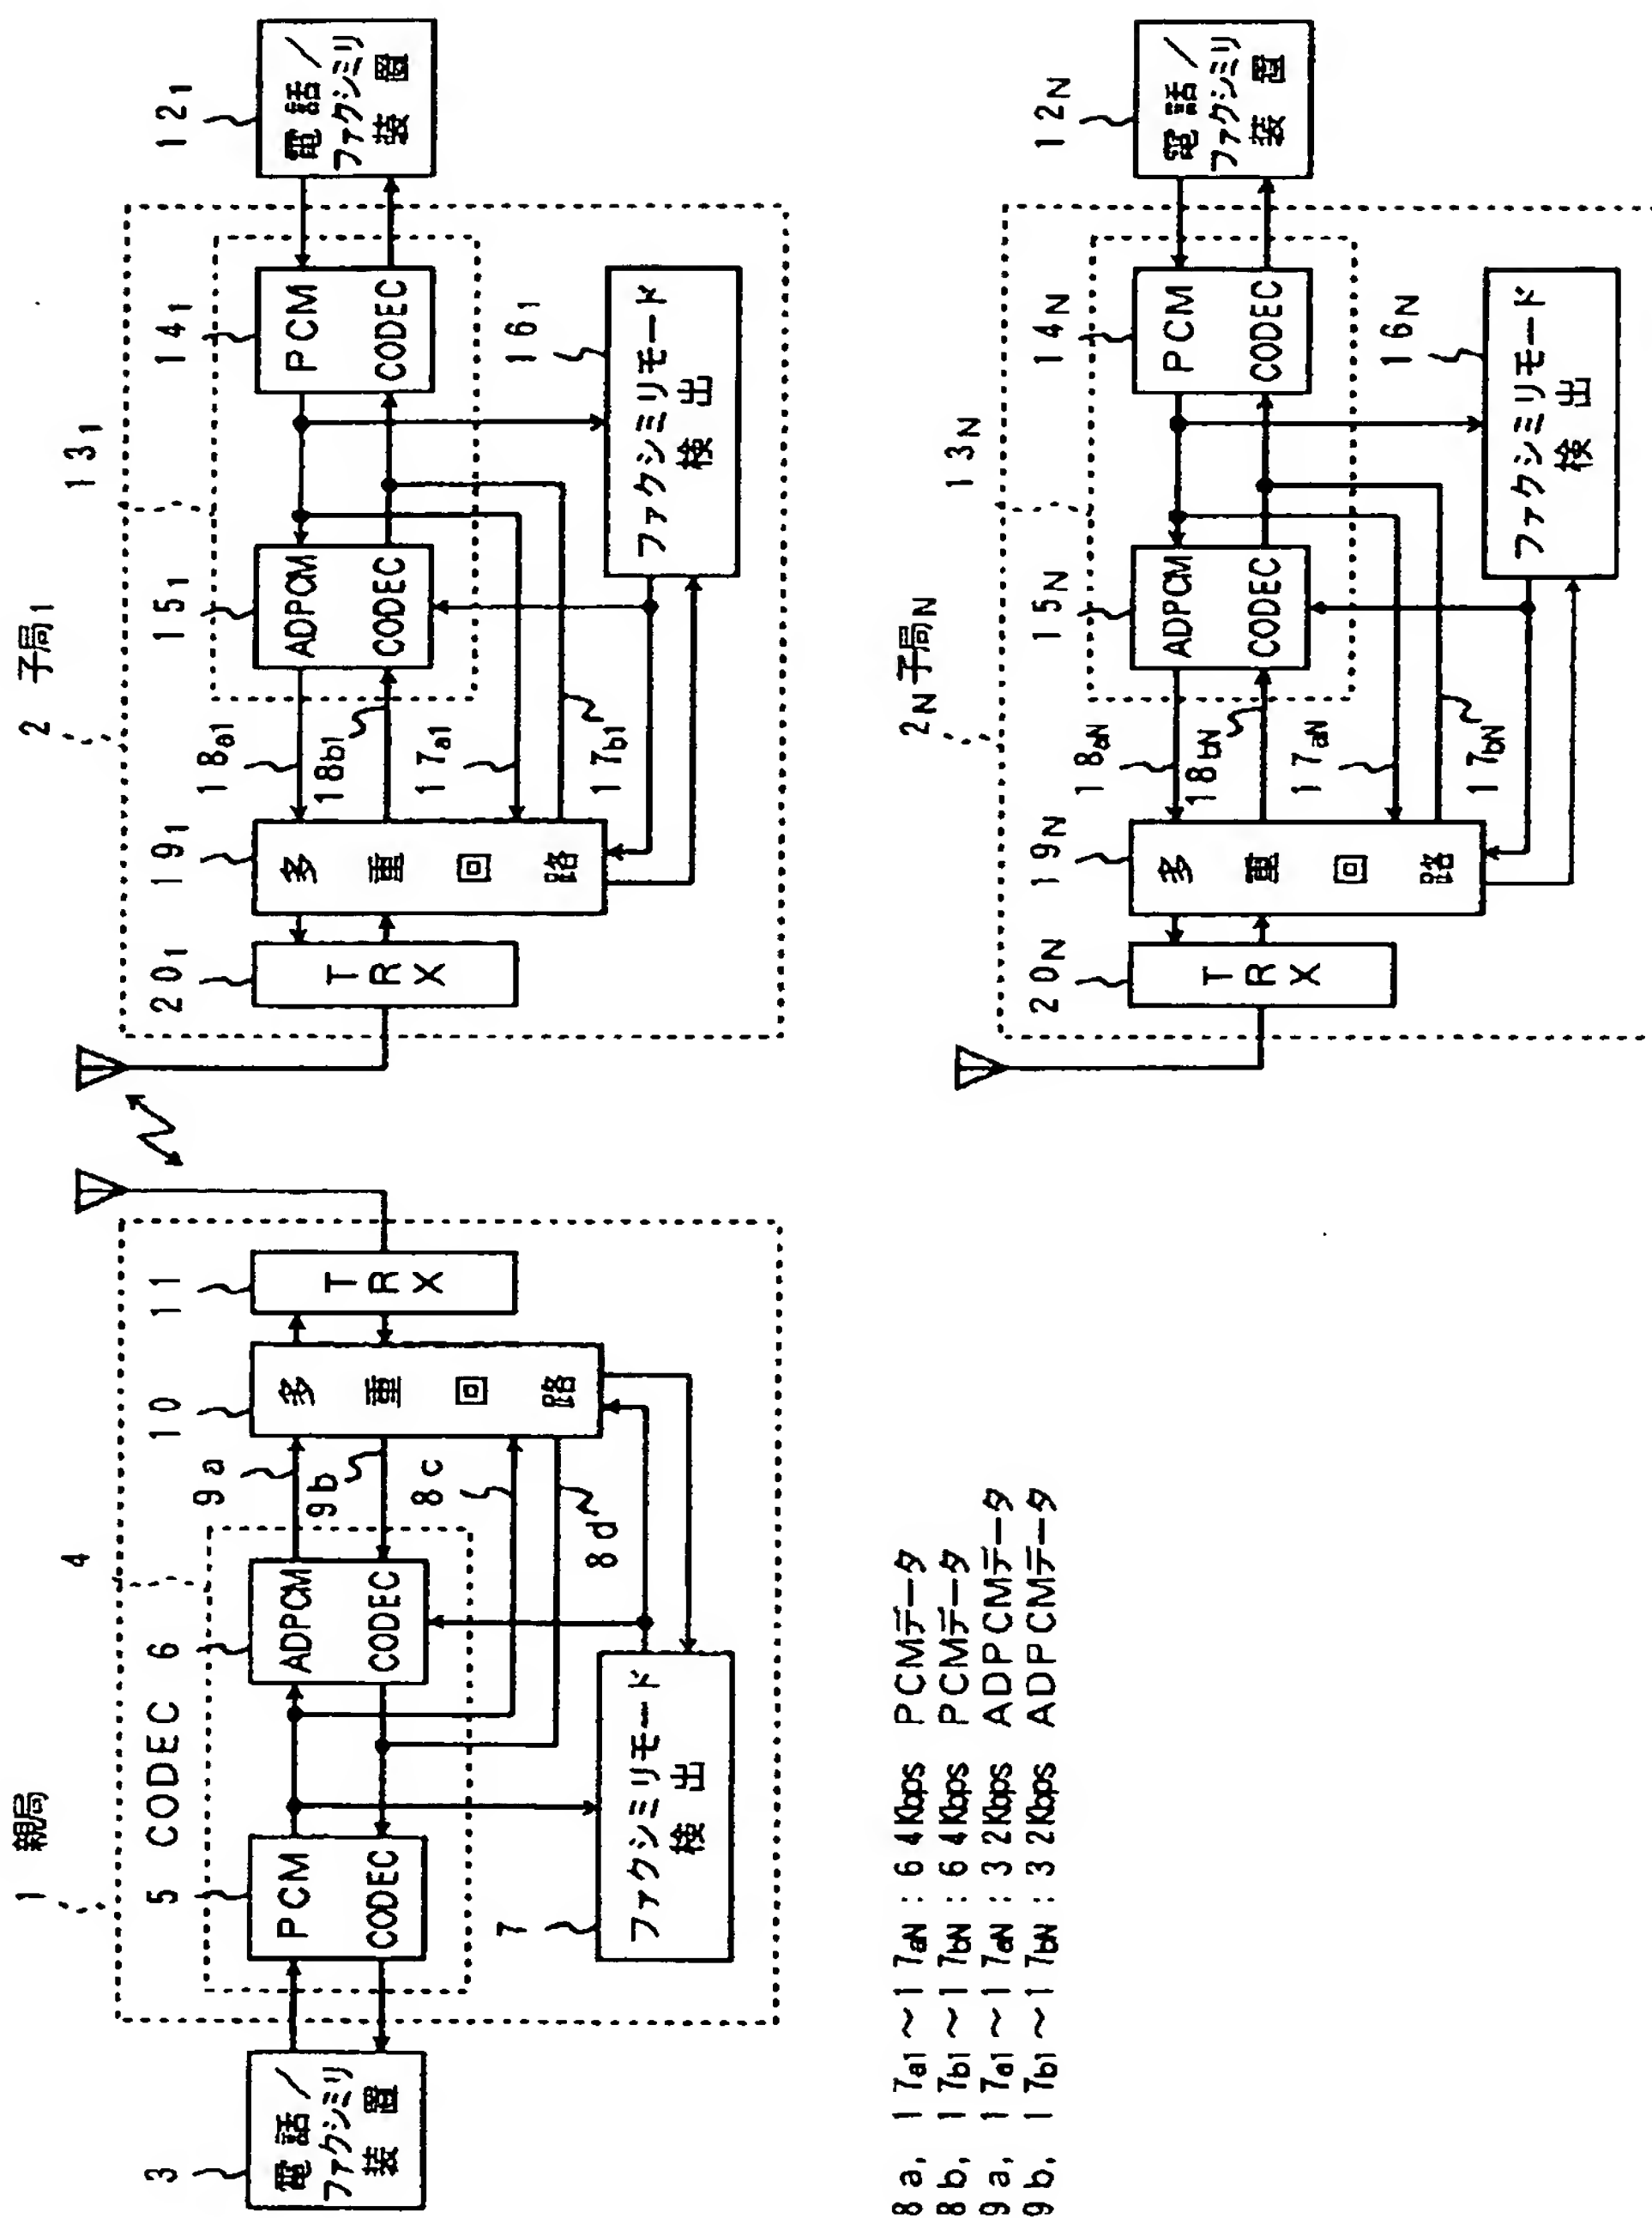 1 親局
4
5 CODEC 6
10
11
3
電話/
ファクシミリ
装置
PCM
CODEC
ADPCM
CODEC
9a
9b
8c
8d
多重回路
TRX
7
ファクシミリモード
検出
2 子局1
13₁
20₁
19₁
18a1
18b1
17a1
17b1
15₁
14₁
12₁
TRX
多重回路
ADPCM
CODEC
PCM
CODEC
電話/
ファクシミリ
装置
16₁
ファクシミリモード
検出
2N子局N
13N
20N
19N
18aN
18bN
17aN
17bN
15N
14N
12N
TRX
多重回路
ADPCM
CODEC
PCM
CODEC
電話/
ファクシミリ
装置
16N
ファクシミリモード
検出
8a, 17a1~17aN:64Kbps PCMデータ
8b, 17b1~17bN:64Kbps PCMデータ
9a, 17a1~17aN:32Kbps ADPCMデータ
9b, 17b1~17bN:32Kbps ADPCMデータ